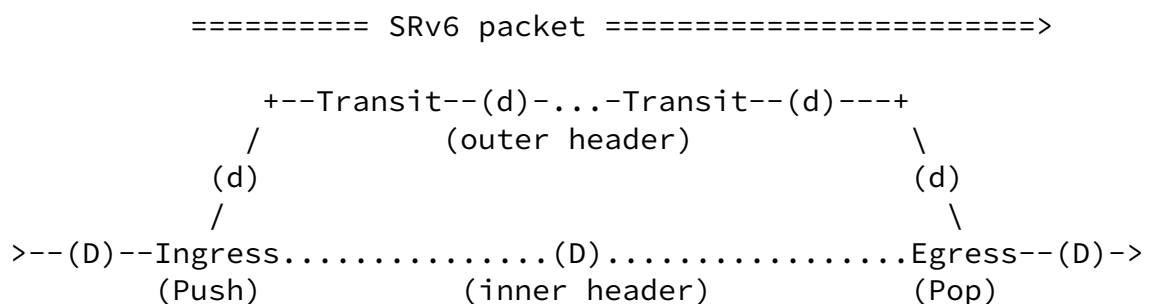 ========== SRv6 packet ========================>
+--Transit--(d)-...-Transit--(d)---+
/ (outer header) \
(d) (d)
/ \
>--(D)--Ingress...............(D).................Egress--(D)->
(Push) (inner header) (Pop)